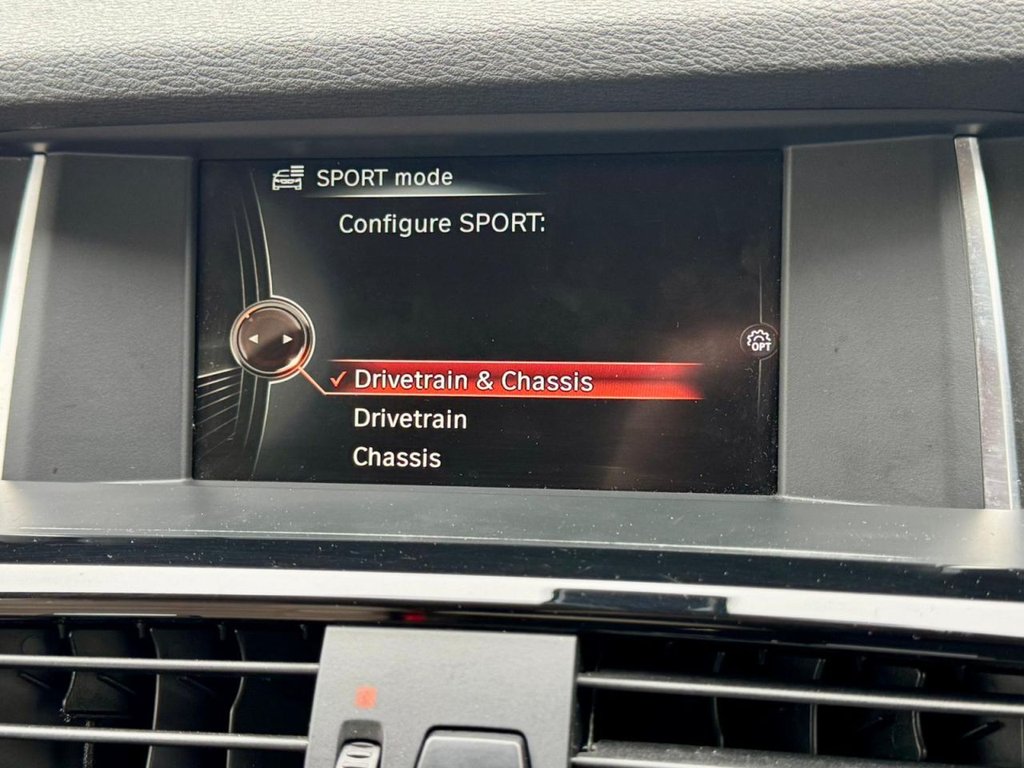 SPORT mode
Configure SPORT:
OPT
Drivetrain & Chassis
Drivetrain
Chassis